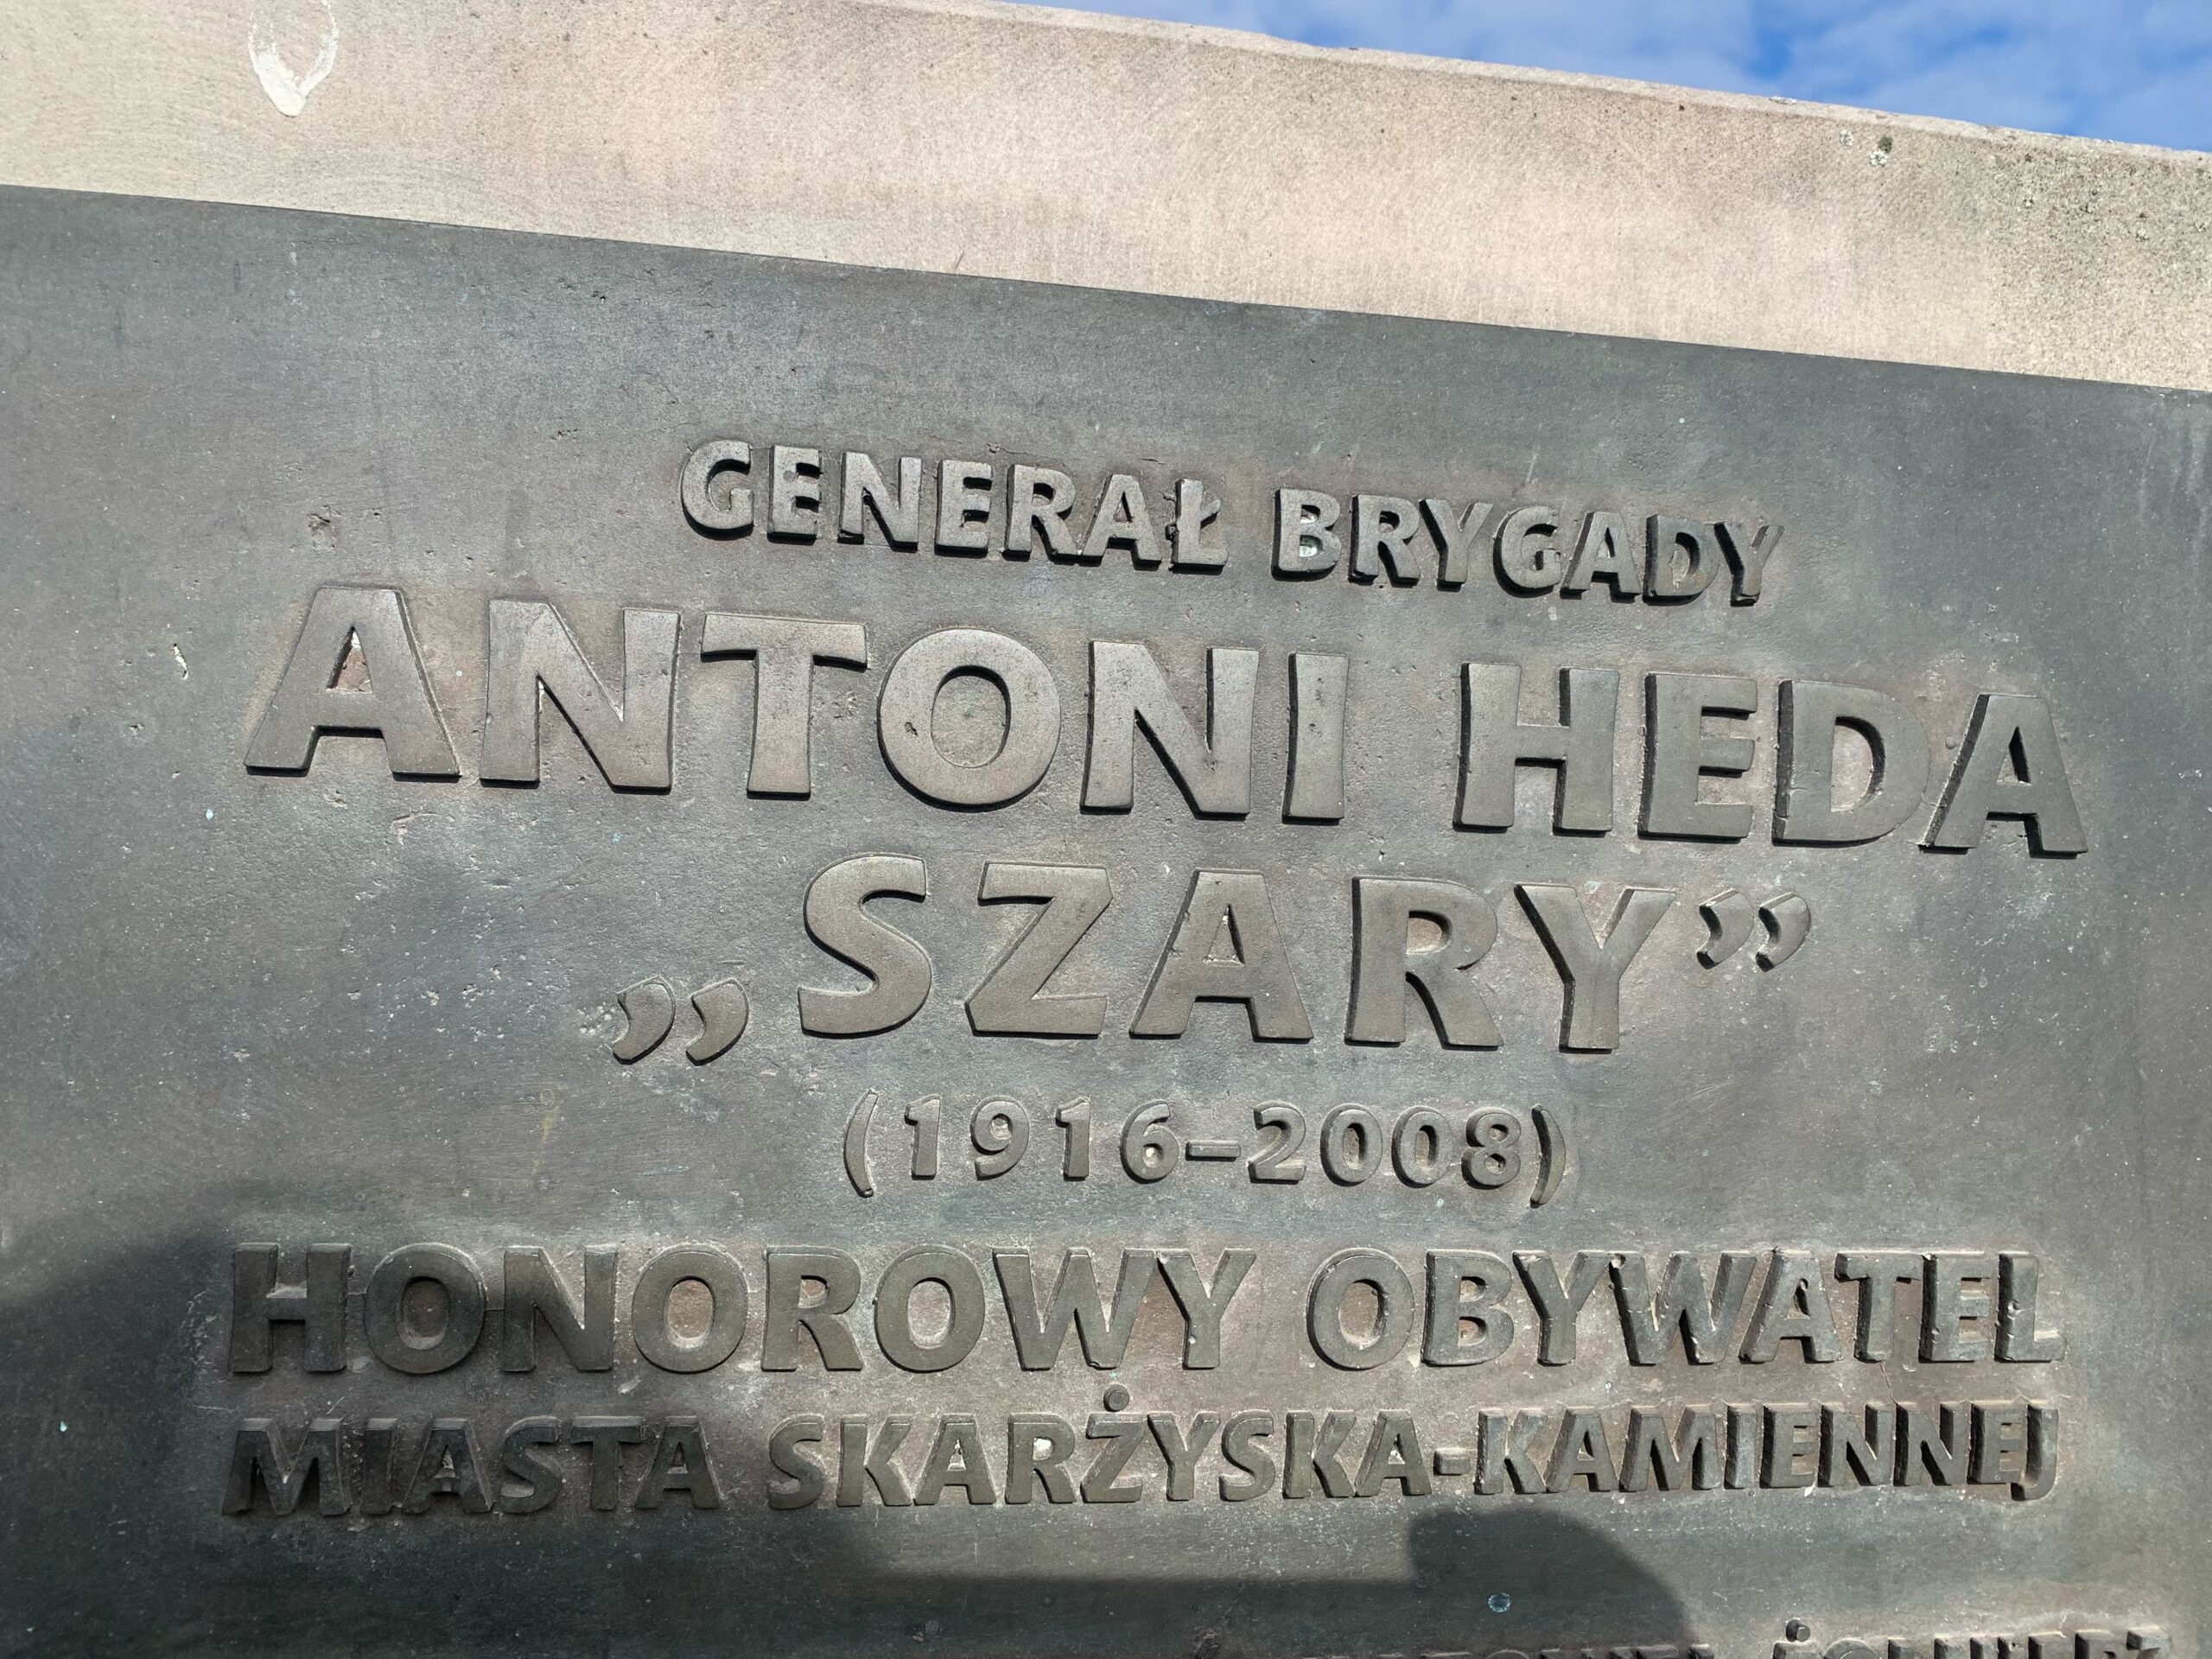 GENERAŁ BRYGADY
ANTONI HEDA
„SZARY”
(1916–2008)
HONOROWY OBYWATEL
MIASTA SKARŻYSKA-KAMIENNEJ